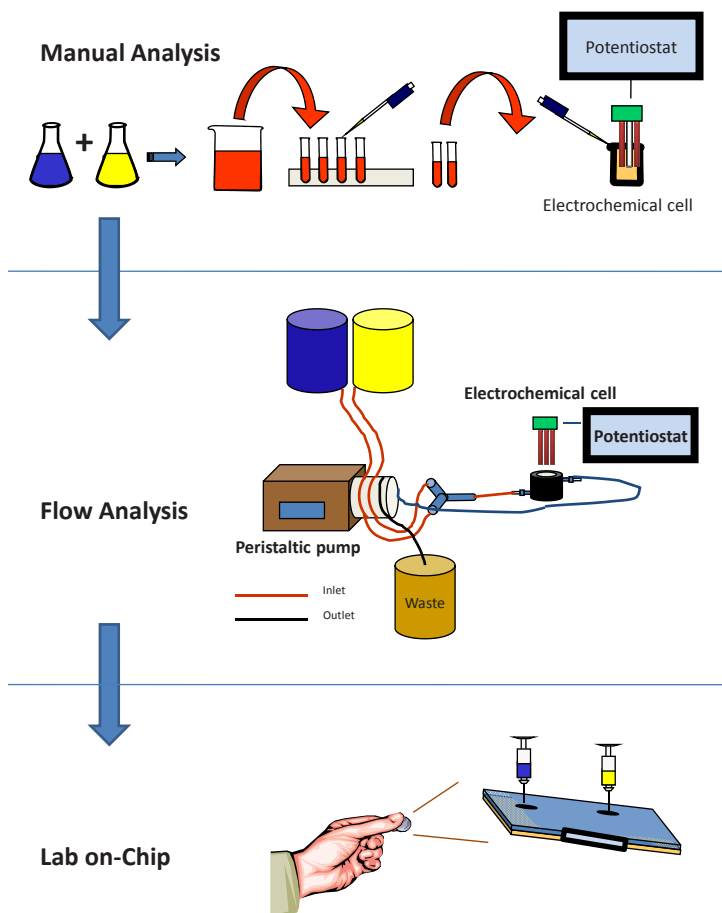 Manual Analysis
Potentiostat
+
Electrochemical cell
Electrochemical cell
Potentiostat
Flow Analysis
Peristaltic pump
Inlet
Outlet
Waste
Lab on-Chip